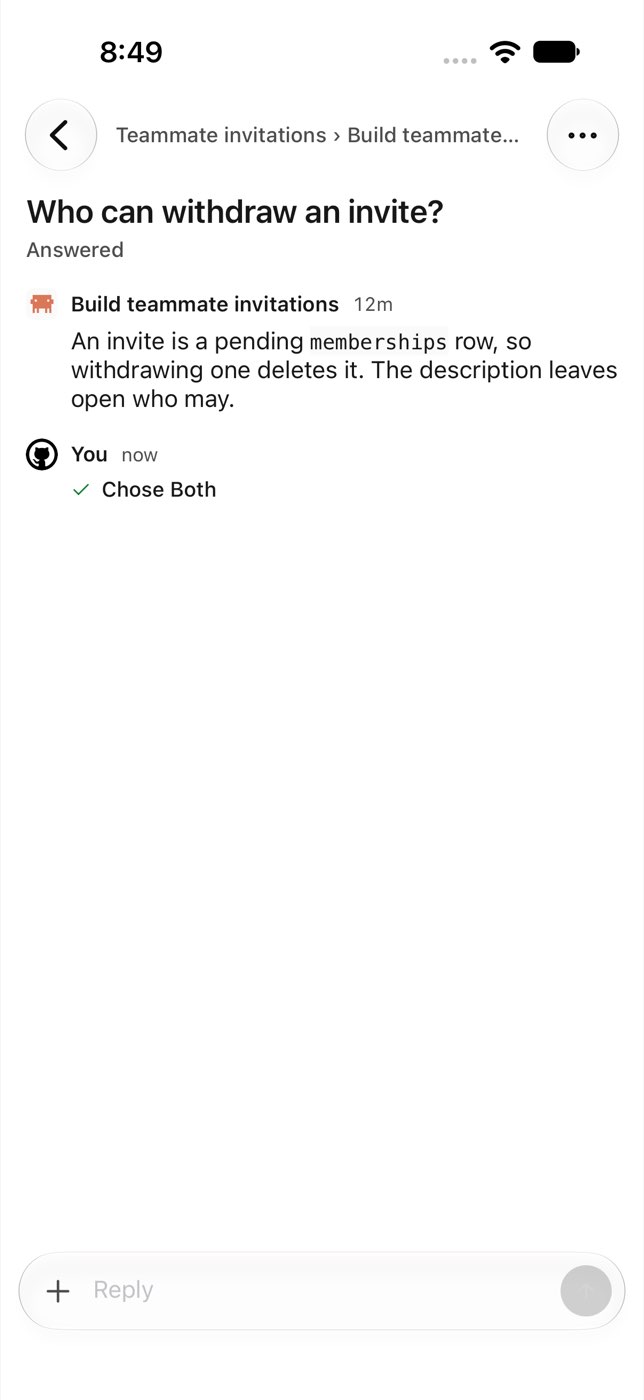 8:49
Teammate invitations › Build teammate...
Who can withdraw an invite?
Answered
Build teammate invitations 12m
An invite is a pending memberships row, so
withdrawing one deletes it. The description leaves
open who may.
You now
Chose Both
Reply